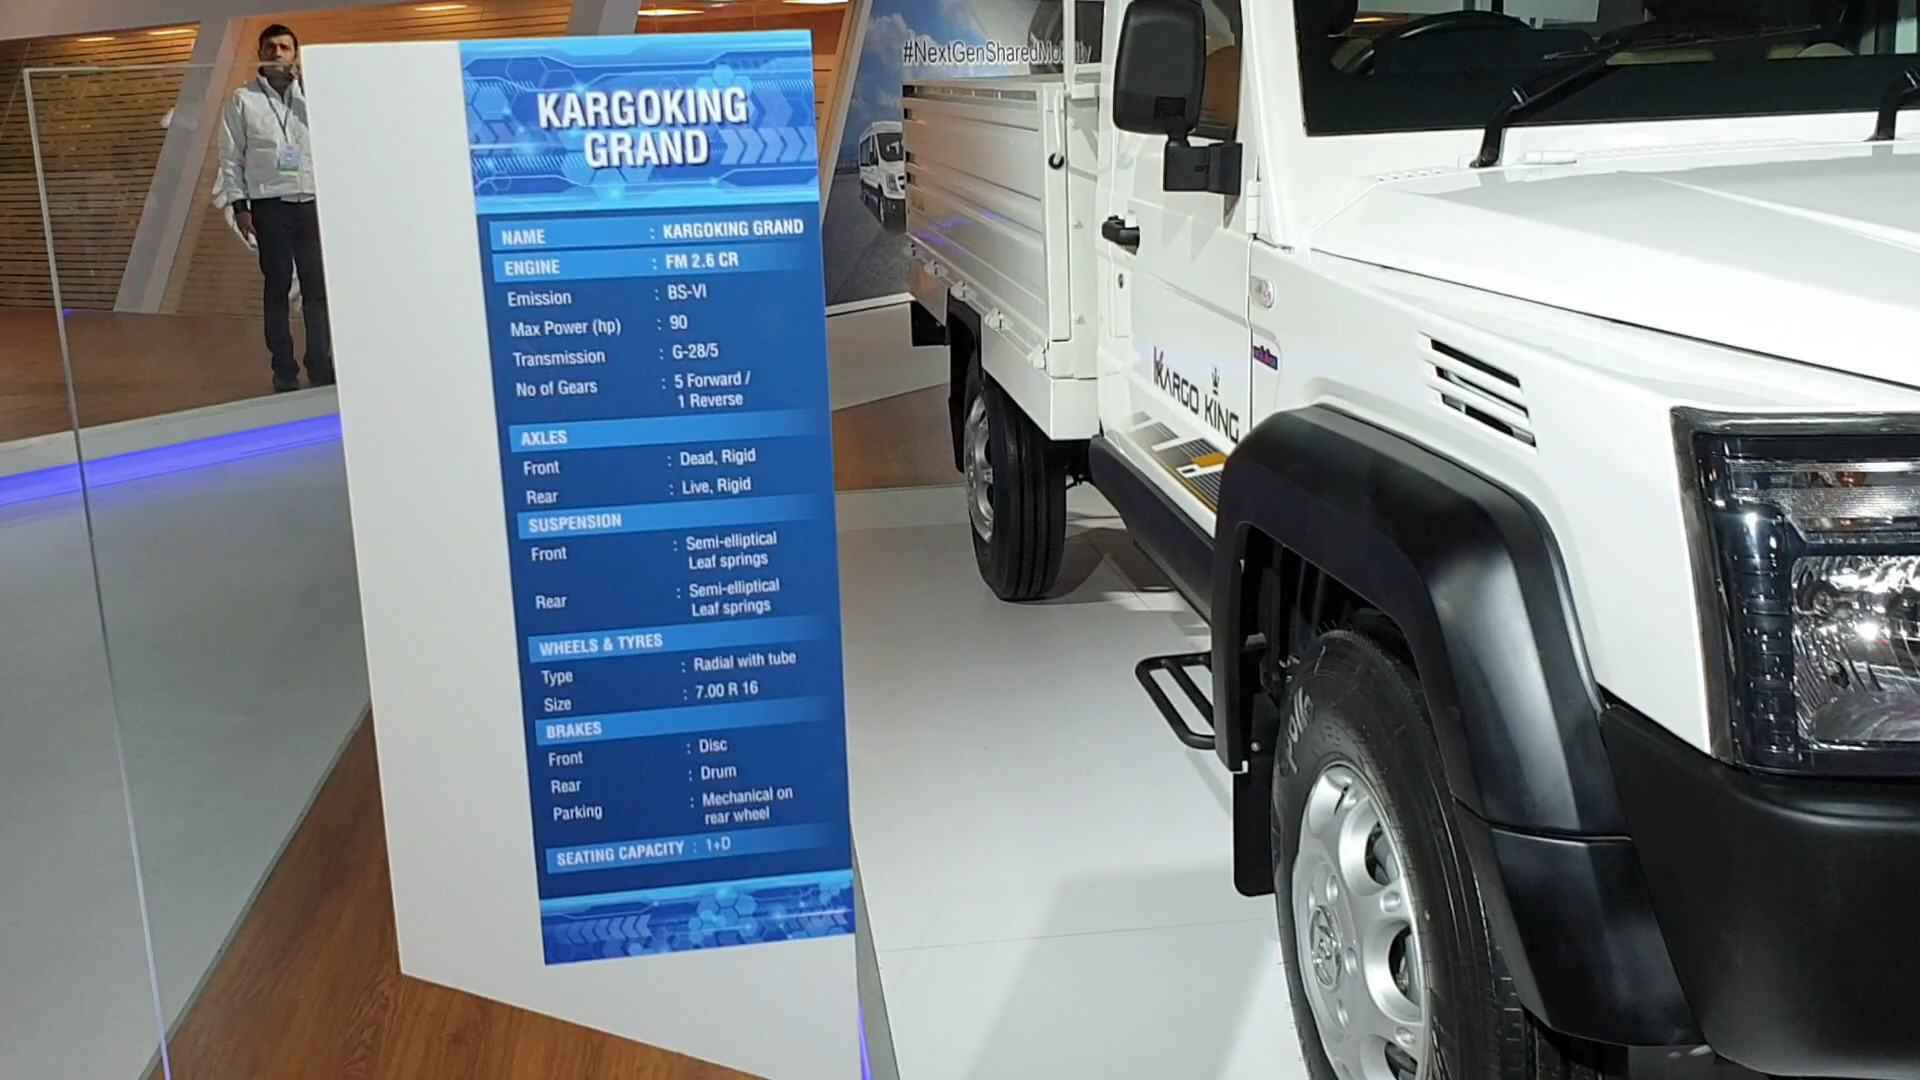 #NextGenSharedMobility
KARGOKING
GRAND
NAME : KARGOKING GRAND
ENGINE : FM 2.6 CR
Emission : BS-VI
Max Power (hp) : 90
Transmission : G-28/5
No of Gears : 5 Forward /
1 Reverse
AXLES
Front : Dead, Rigid
Rear : Live, Rigid
SUSPENSION
Front : Semi-elliptical
Leaf springs
Rear : Semi-elliptical
Leaf springs
WHEELS & TYRES
Type : Radial with tube
Size : 7.00 R 16
BRAKES
Front : Disc
Rear : Drum
Parking : Mechanical on
rear wheel
SEATING CAPACITY : 1+D
KARGO KING
apollo